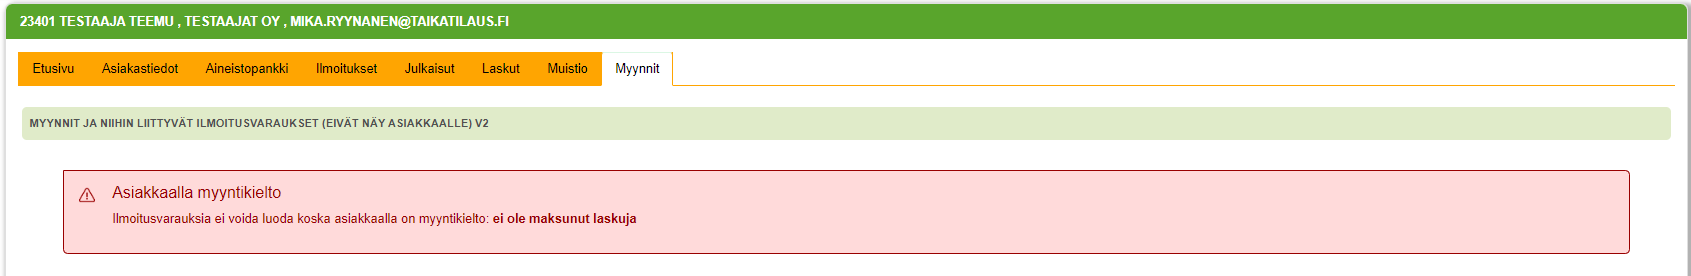 23401 TESTAAJA TEEMU , TESTAAJAT OY , MIKA.RYYNANEN@TAIKATILAUS.FI
Etusivu Asiakastiedot Aineistopankki Ilmoitukset Julkaisut Laskut Muistio Myynnit
MYYNNIT JA NIIHIN LIITTYVÄT ILMOITUSVARAUKSET (EIVÄT NÄY ASIAKKAALLE) V2
Asiakkaalla myyntikielto
Ilmoitusvarauksia ei voida luoda koska asiakkaalla on myyntikielto: ei ole maksunut laskuja